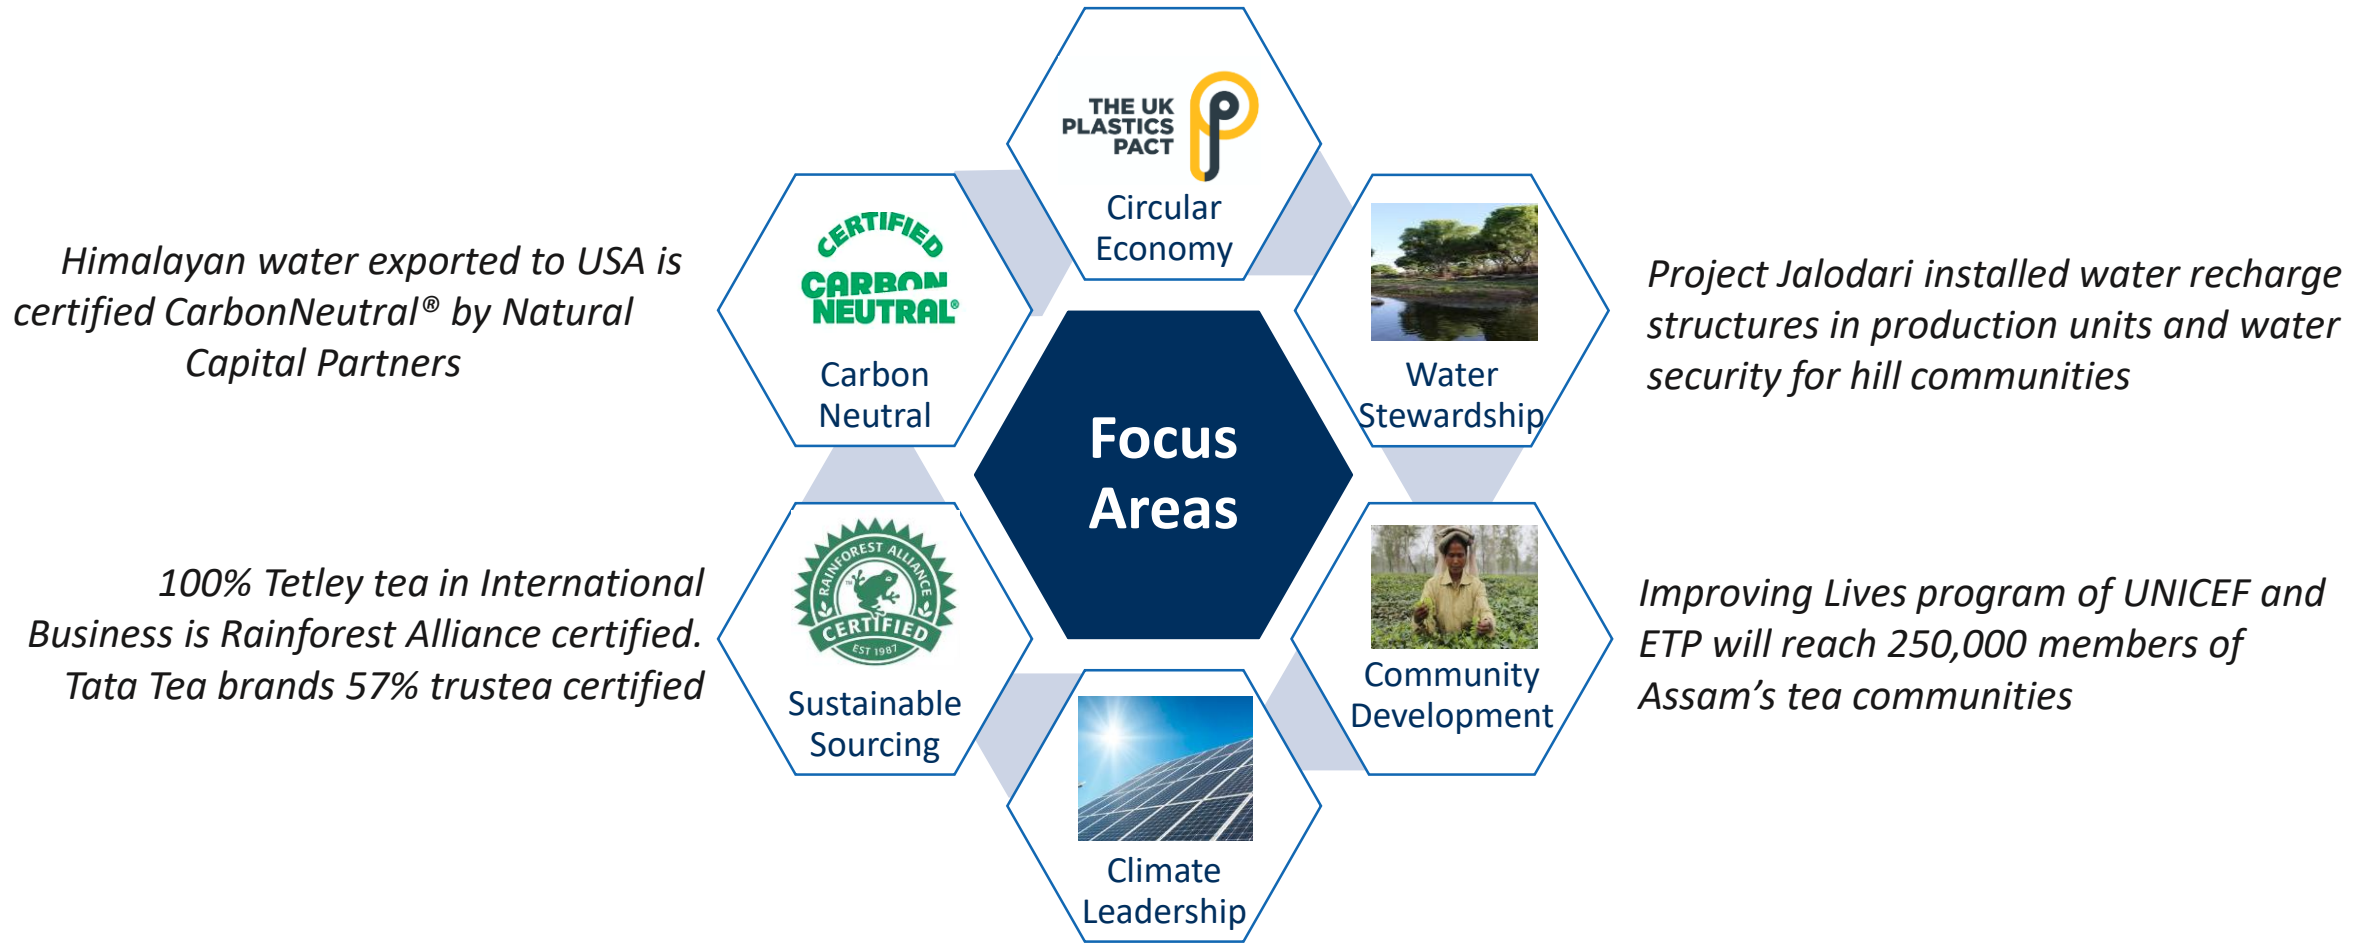 THE UK
PLASTICS
PACT
Circular
Economy
CERTIFIED
CARBON
NEUTRAL®
Carbon
Neutral
Himalayan water exported to USA is
certified CarbonNeutral® by Natural
Capital Partners
Water
Stewardship
Project Jalodari installed water recharge
structures in production units and water
security for hill communities
Focus
Areas
RAINFOREST ALLIANCE
TM
CERTIFIED
EST 1987
Sustainable
Sourcing
100% Tetley tea in International
Business is Rainforest Alliance certified.
Tata Tea brands 57% trustea certified
Community
Development
Improving Lives program of UNICEF and
ETP will reach 250,000 members of
Assam’s tea communities
Climate
Leadership